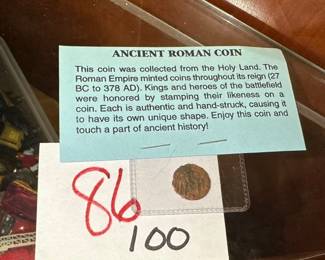 ANCIENT ROMAN COIN
This coin was collected from the Holy Land. The
Roman Empire minted coins throughout its reign (27
BC to 378 AD). Kings and heroes of the battlefield
were honored by stamping their likeness on a
coin. Each is authentic and hand-struck, causing it
to have its own unique shape. Enjoy this coin and
touch a part of ancient history!
86
100